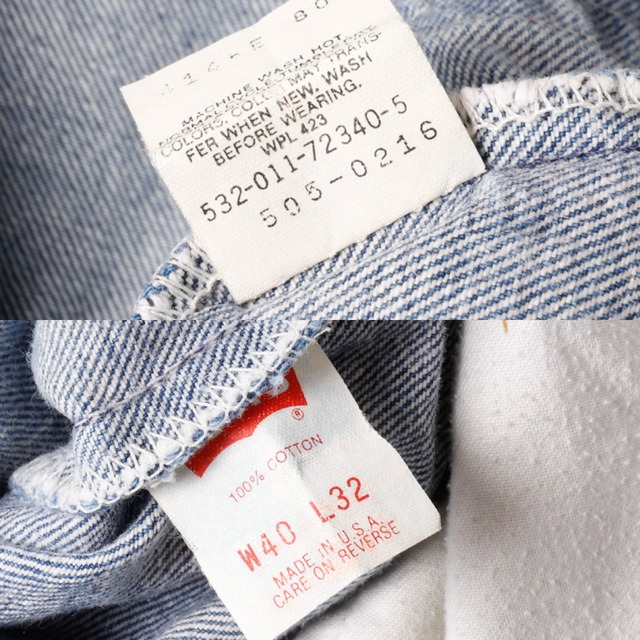 MACHINE WASH HOT
COLORS COLD. MAY TRANS-
FER WHEN NEW. WASH
BEFORE WEARING.
WPL 423
532-011-72340-5
505-0216
®
100% COTTON
W40 L32
MADE IN U.S.A.
CARE ON REVERSE